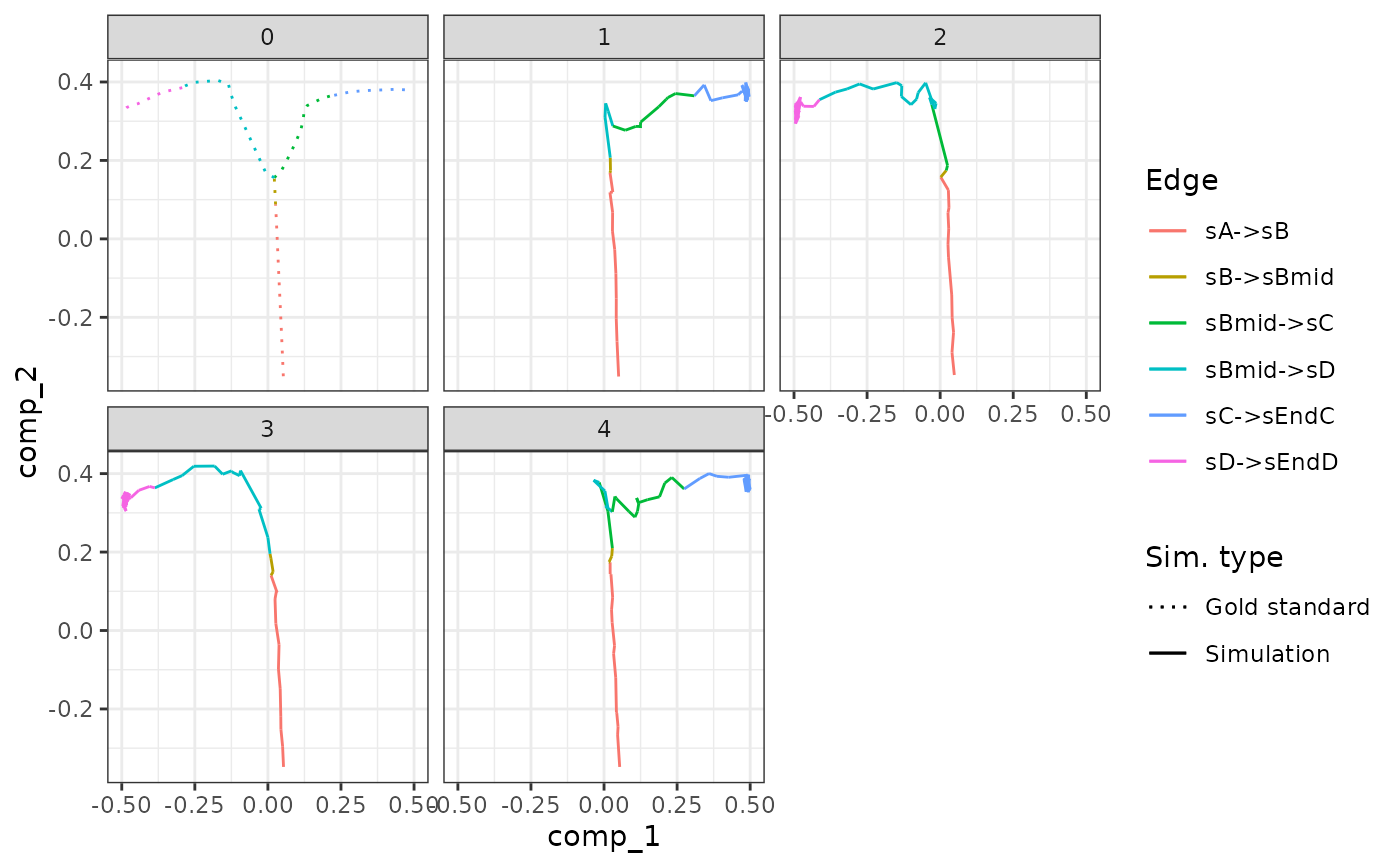 0 1 2
0.4
0.2
0.0
-0.2
-0.50 -0.25 0.00 0.25 0.50
3 4
0.4
0.2
0.0
-0.2
-0.50 -0.25 0.00 0.25 0.50
-0.50 -0.25 0.00 0.25 0.50
comp_1
comp_2
Edge
sA->sB
sB->sBmid
sBmid->sC
sBmid->sD
sC->sEndC
sD->sEndD
Sim. type
Gold standard
Simulation